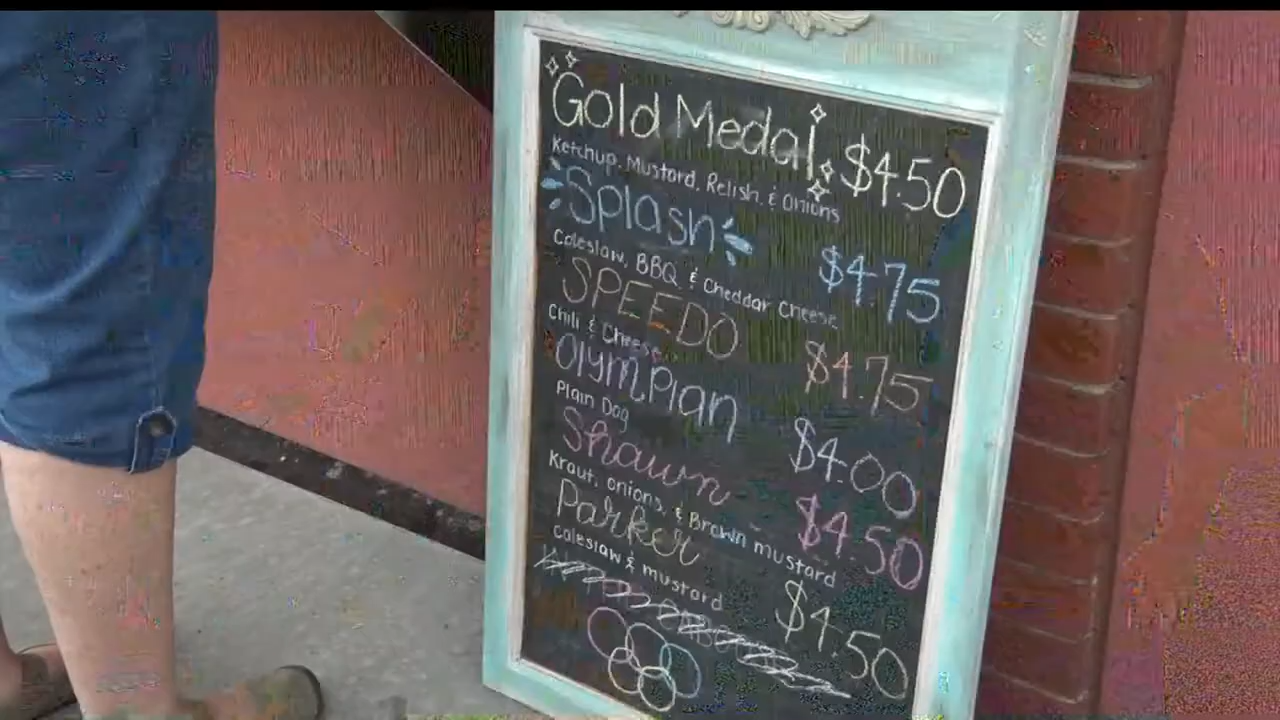 Gold Medal $4.50
Ketchup, Mustard, Relish, & Onions
Splash $4.75
Coleslaw, BBQ & Cheddar Cheese
SPEEDO $4.75
Chili & Cheese
Olympian $4.00
Plain Dog
Shawn $4.50
Kraut, onions, & Brown mustard
Parker $4.50
coleslaw & mustard